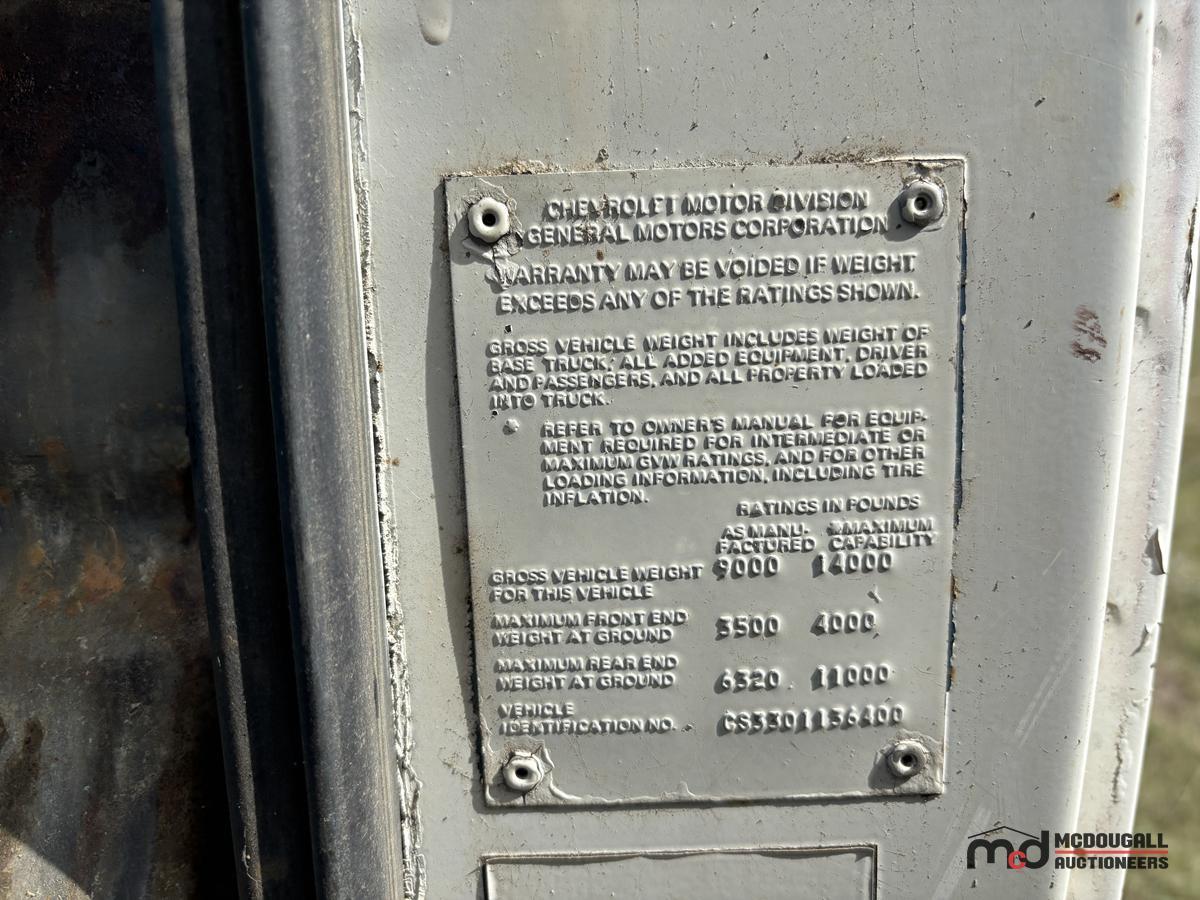 CHEVROLET MOTOR DIVISION
GENERAL MOTORS CORPORATION
WARRANTY MAY BE VOIDED IF WEIGHT
EXCEEDS ANY OF THE RATINGS SHOWN.
GROSS VEHICLE WEIGHT INCLUDES WEIGHT OF
BASE TRUCK, ALL ADDED EQUIPMENT, DRIVER
AND PASSENGERS, AND ALL PROPERTY LOADED
INTO TRUCK.
REFER TO OWNER'S MANUAL FOR EQUIP-
MENT REQUIRED FOR INTERMEDIATE OR
MAXIMUM GVW RATINGS, AND FOR OTHER
LOADING INFORMATION, INCLUDING TIRE
INFLATION.
RATINGS IN POUNDS
AS MANU- *MAXIMUM
FACTURED CAPABILITY
GROSS VEHICLE WEIGHT 9000 14000
FOR THIS VEHICLE
MAXIMUM FRONT END
WEIGHT AT GROUND 3500 4000
MAXIMUM REAR END
WEIGHT AT GROUND 6320 11000
VEHICLE
IDENTIFICATION NO. CS3301136400
mcd MCDOUGALL
AUCTIONEERS